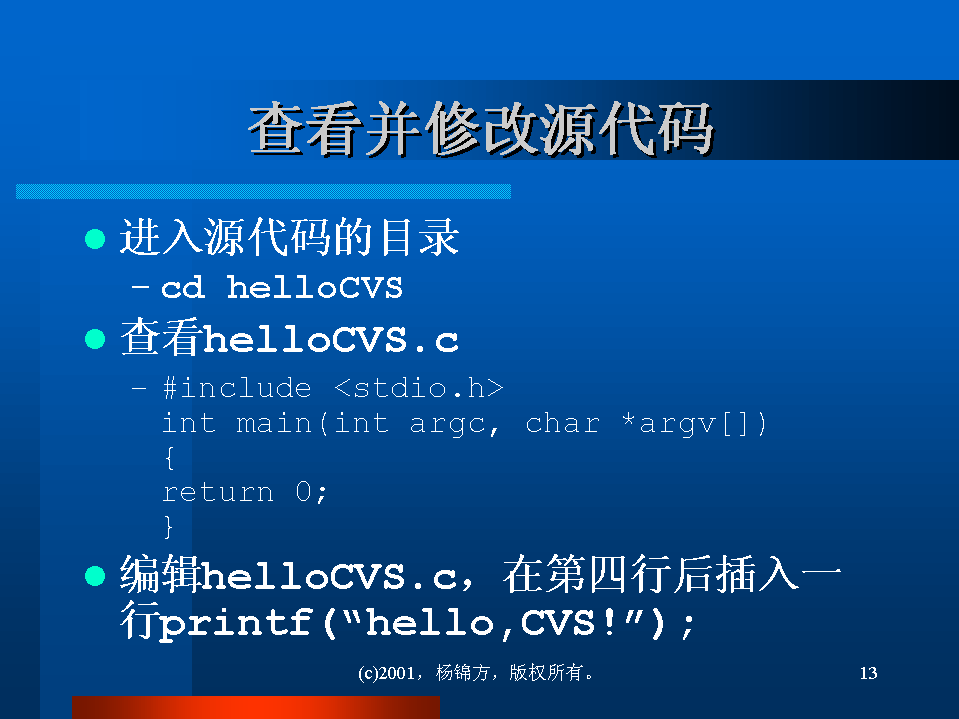 查看并修改源代码
进入源代码的目录
–cd helloCVS
查看helloCVS.c
– #include <stdio.h>
int main(int argc, char *argv[])
{
return 0;
}
编辑helloCVS.c，在第四行后插入一
行printf(“hello,CVS!”);
(c)2001，杨锦方，版权所有。
13